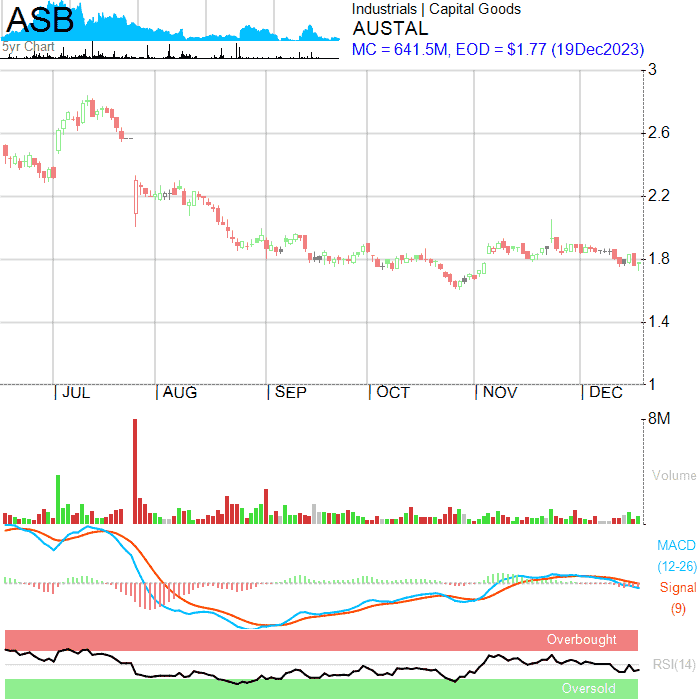 ASB
5yr Chart
Industrials | Capital Goods
AUSTAL
MC = 641.5M, EOD = $1.77 (19Dec2023)
3
2.6
2.2
1.8
1.4
1
JUL AUG SEP OCT NOV DEC
8M
Volume
MACD
(12-26)
Signal
(9)
Overbought
RSI(14)
Oversold